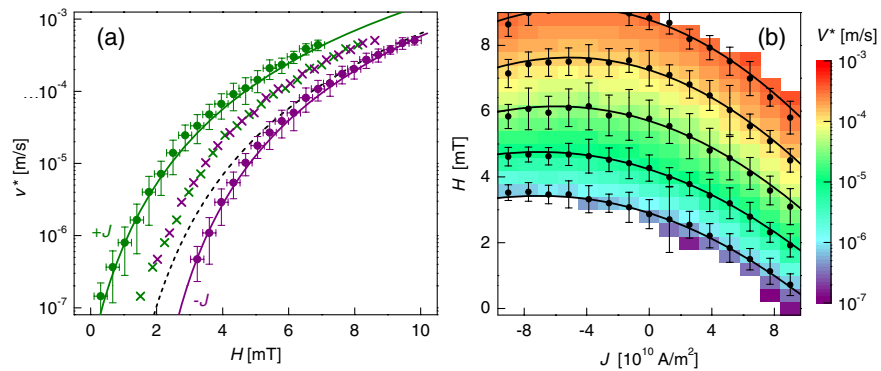 (a)
10⁻³
10⁻⁴
10⁻⁵
10⁻⁶
10⁻⁷
...
v* [m/s]
+J
-J
0 2 4 6 8 10
H [mT]
(b)
8
6
4
2
0
H [mT]
-8 -4 0 4 8
J [10¹⁰ A/m²]
V* [m/s]
10⁻³
10⁻⁴
10⁻⁵
10⁻⁶
10⁻⁷